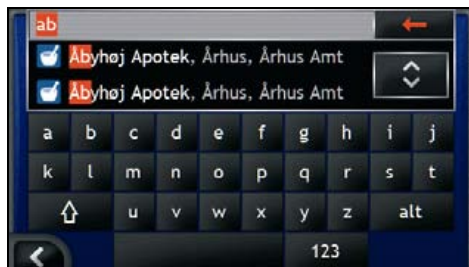 ab
Åbyhøj Apotek, Århus, Århus Amt
Åbyhøj Apotek, Århus, Århus Amt
a b c d e f g h i j
k l m n o p q r s t
u v w x y z alt
123